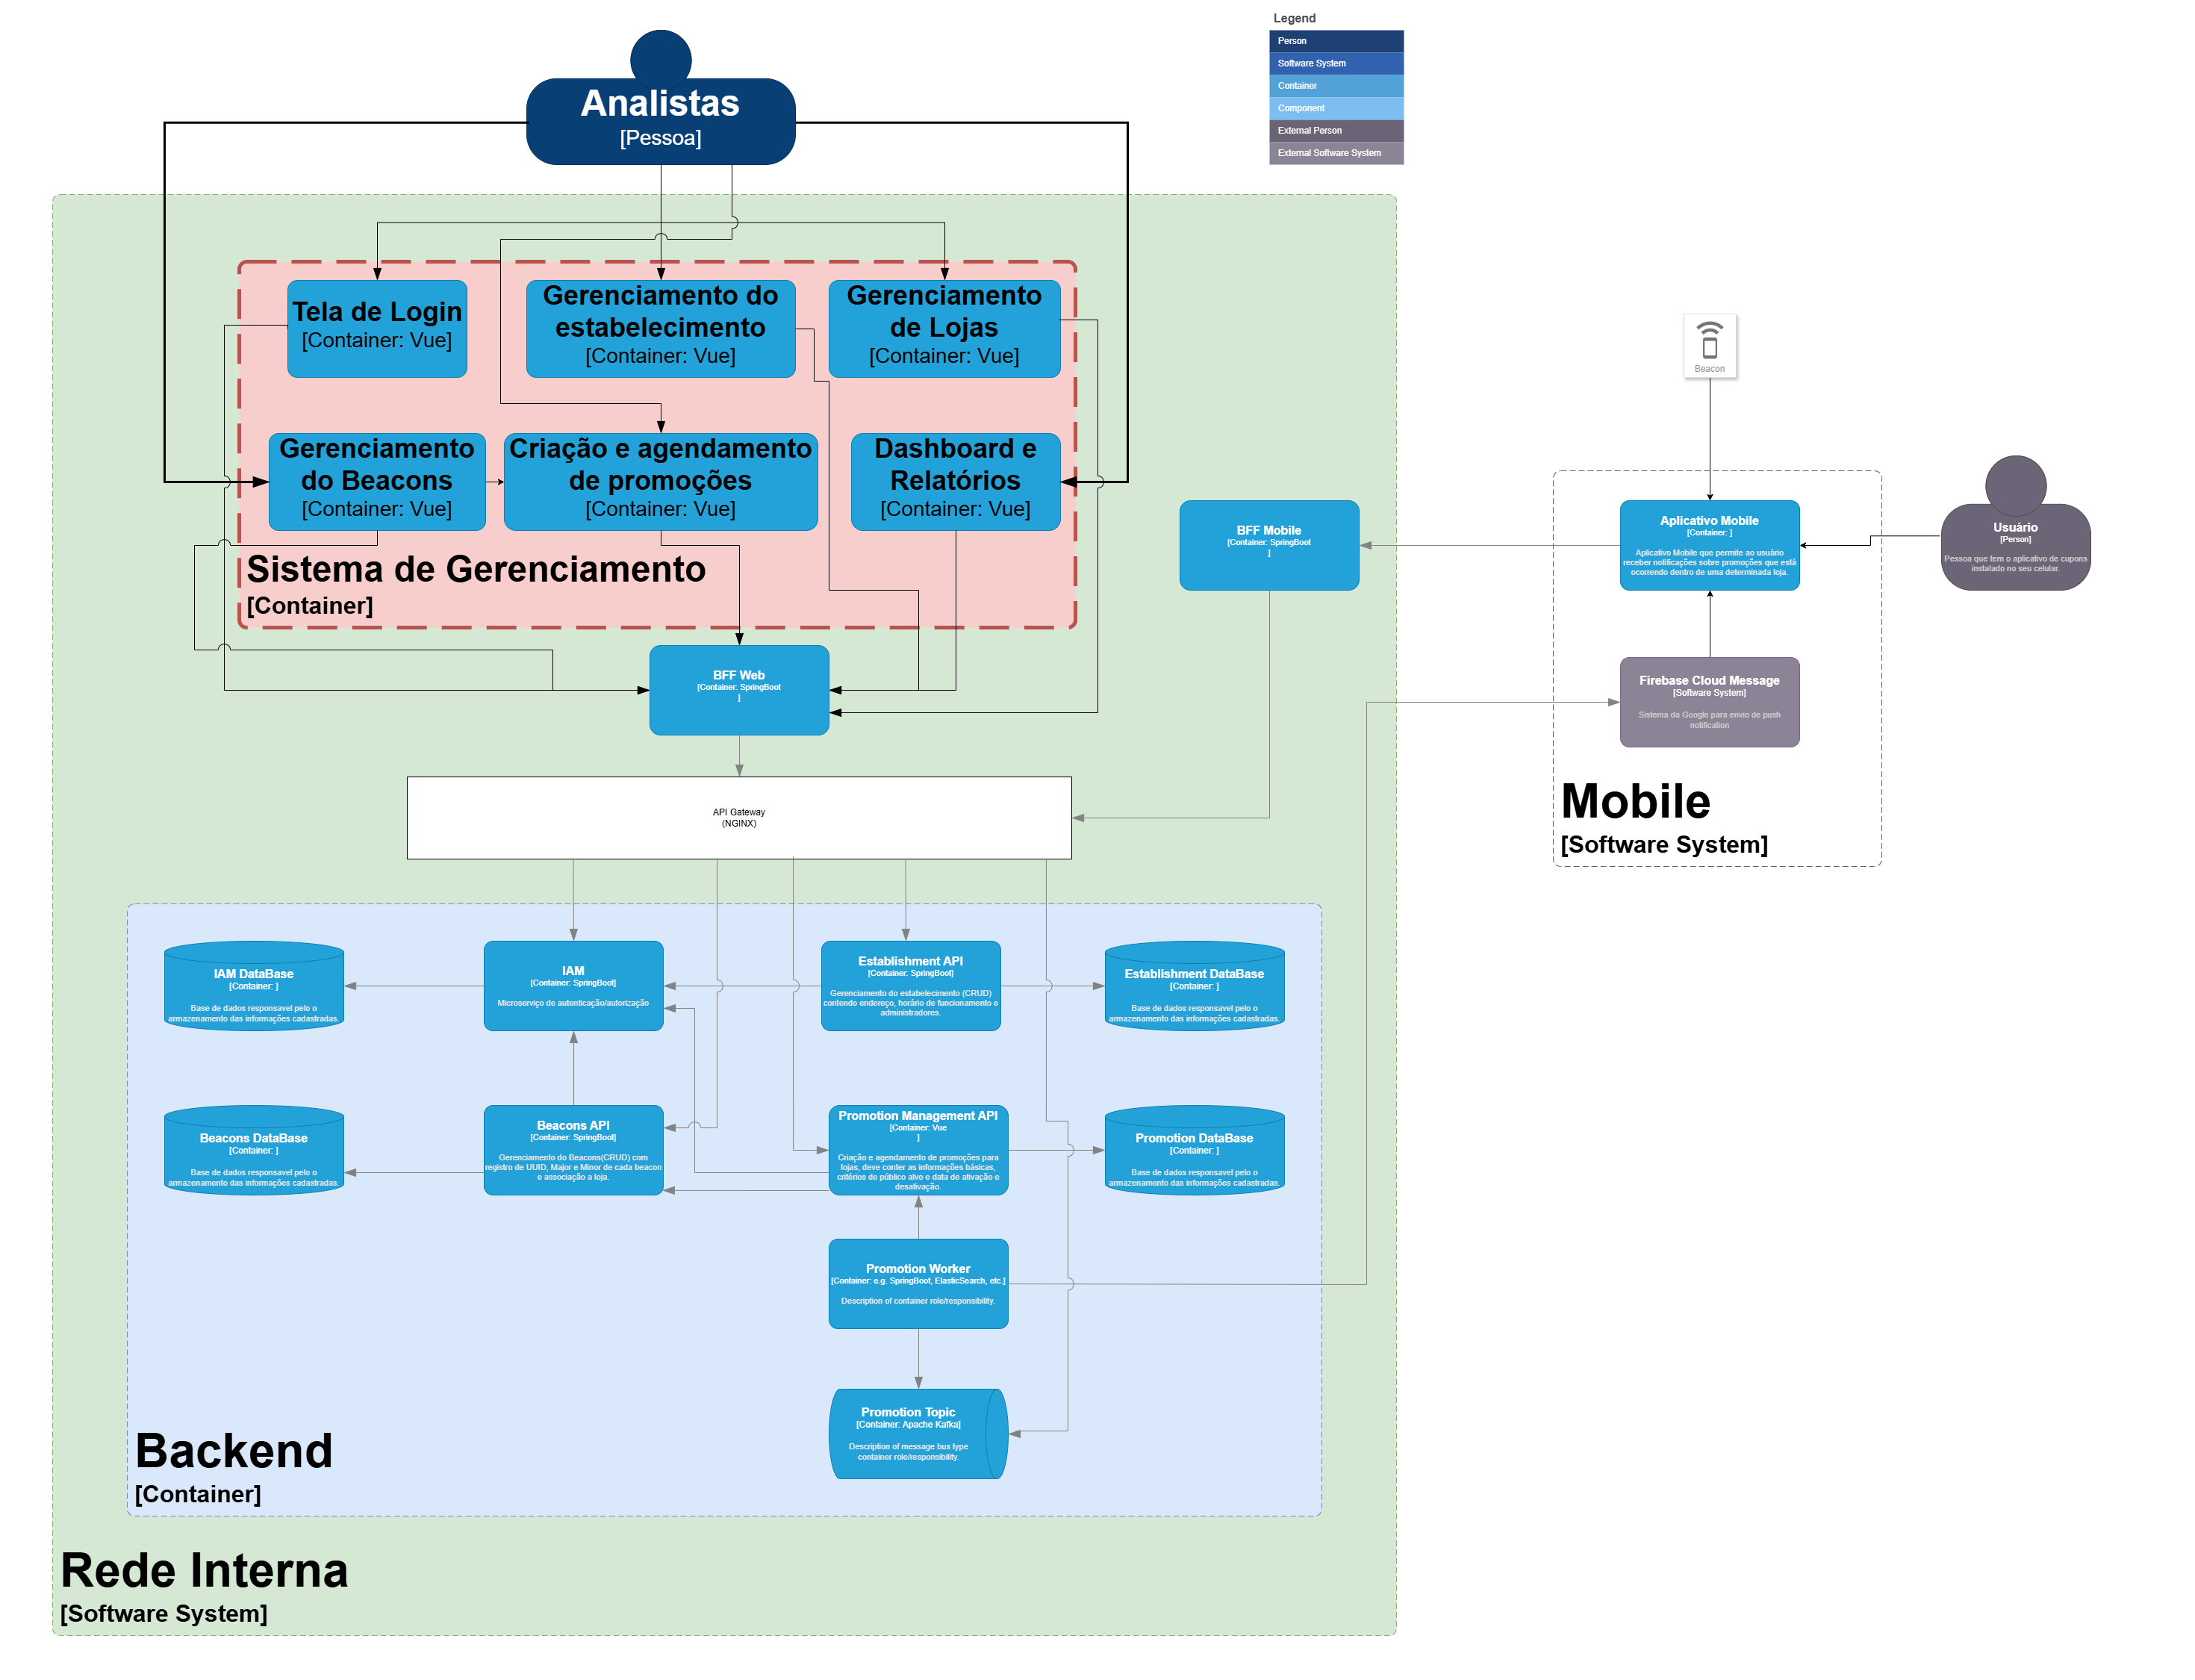 Legend
Person
Software System
Container
Component
External Person
External Software System
Analistas
[Pessoa]
Tela de Login
[Container: Vue]
Gerenciamento do
estabelecimento
[Container: Vue]
Gerenciamento
de Lojas
[Container: Vue]
Gerenciamento
do Beacons
[Container: Vue]
Criação e agendamento
de promoções
[Container: Vue]
Dashboard e
Relatórios
[Container: Vue]
Sistema de Gerenciamento
[Container]
BFF Web
[Container: SpringBoot
]
BFF Mobile
[Container: SpringBoot
]
Beacon
Aplicativo Mobile
[Container: ]
Aplicativo Mobile que permite ao usuário
receber notificações sobre promoções que está
ocorrendo dentro de uma determinada loja.
Usuário
[Person]
Pessoa que tem o aplicativo de cupons
instalado no seu celular.
Firebase Cloud Message
[Software System]
Sistema da Google para envio de push
notification
Mobile
[Software System]
API Gateway
(NGINX)
IAM DataBase
[Container: ]
Base de dados responsavel pelo o
armazenamento das informações cadastradas.
IAM
[Container: SpringBoot]
Microserviço de autenticação/autorização
Establishment API
[Container: SpringBoot]
Gerenciamento do estabelecimento (CRUD)
contendo endereço, horário de funcionamento e
administradores.
Establishment DataBase
[Container: ]
Base de dados responsavel pelo o
armazenamento das informações cadastradas.
Beacons DataBase
[Container: ]
Base de dados responsavel pelo o
armazenamento das informações cadastradas.
Beacons API
[Container: SpringBoot]
Gerenciamento do Beacons(CRUD) com
registro de UUID, Major e Minor de cada beacon
e associação a loja.
Promotion Management API
[Container: Vue
]
Criação e agendamento de promoções para
lojas, deve conter as informações básicas,
critérios de público alvo e data de ativação e
desativação.
Promotion DataBase
[Container: ]
Base de dados responsavel pelo o
armazenamento das informações cadastradas.
Promotion Worker
[Container: e.g. SpringBoot, ElasticSearch, etc.]
Description of container role/responsibility.
Promotion Topic
[Container: Apache Kafka]
Description of message bus type
container role/responsibility.
Backend
[Container]
Rede Interna
[Software System]